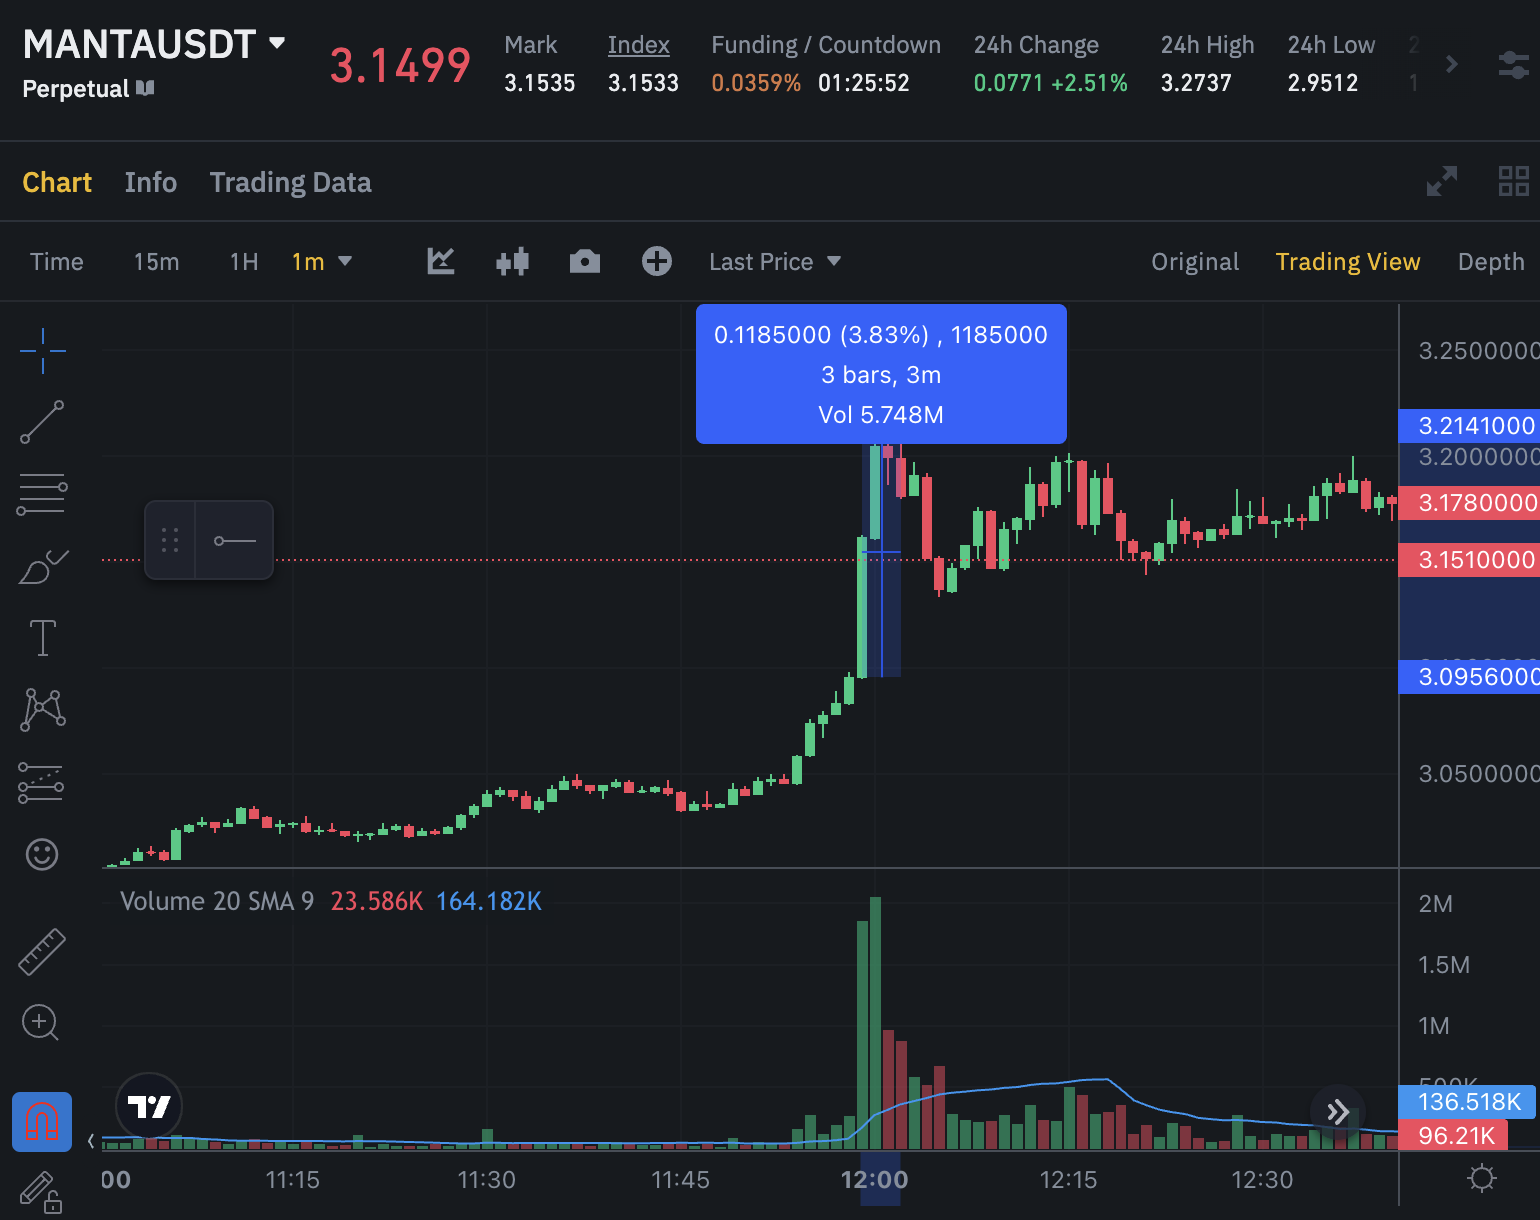 MANTAUSDT
Perpetual
3.1499
Mark
3.1535
Index
3.1533
Funding / Countdown
0.0359% 01:25:52
24h Change
0.0771 +2.51%
24h High
3.2737
24h Low
2.9512
Chart Info Trading Data
Time 15m 1H 1m Last Price Original Trading View Depth
0.1185000 (3.83%) , 1185000
3 bars, 3m
Vol 5.748M
3.2500000
3.2141000
3.2000000
3.1780000
3.1510000
3.0956000
3.0500000
Volume 20 SMA 9 23.586K 164.182K
2M
1.5M
1M
500K
136.518K
96.21K
:00 11:15 11:30 11:45 12:00 12:15 12:30